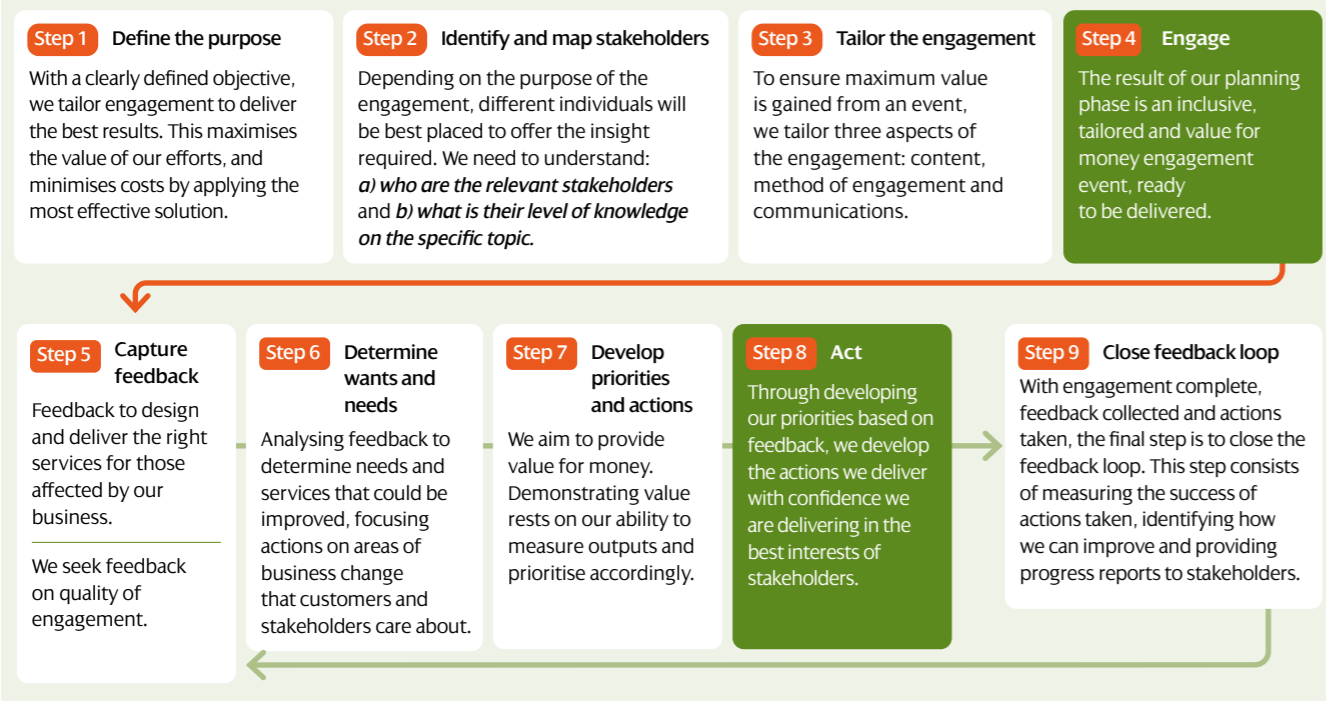 Step 1 Define the purpose
With a clearly defined objective,
we tailor engagement to deliver
the best results. This maximises
the value of our efforts, and
minimises costs by applying the
most effective solution.
Step 2 Identify and map stakeholders
Depending on the purpose of the
engagement, different individuals will
be best placed to offer the insight
required. We need to understand:
a) who are the relevant stakeholders
and b) what is their level of knowledge
on the specific topic.
Step 3 Tailor the engagement
To ensure maximum value
is gained from an event,
we tailor three aspects of
the engagement: content,
method of engagement and
communications.
Step 4 Engage
The result of our planning
phase is an inclusive,
tailored and value for
money engagement
event, ready
to be delivered.
Step 5 Capture
feedback
Feedback to design
and deliver the right
services for those
affected by our
business.
We seek feedback
on quality of
engagement.
Step 6 Determine
wants and
needs
Analysing feedback to
determine needs and
services that could be
improved, focusing
actions on areas of
business change
that customers and
stakeholders care about.
Step 7 Develop
priorities
and actions
We aim to provide
value for money.
Demonstrating value
rests on our ability to
measure outputs and
prioritise accordingly.
Step 8 Act
Through developing
our priorities based on
feedback, we develop
the actions we deliver
with confidence we
are delivering in the
best interests of
stakeholders.
Step 9 Close feedback loop
With engagement complete,
feedback collected and actions
taken, the final step is to close the
feedback loop. This step consists
of measuring the success of
actions taken, identifying how
we can improve and providing
progress reports to stakeholders.